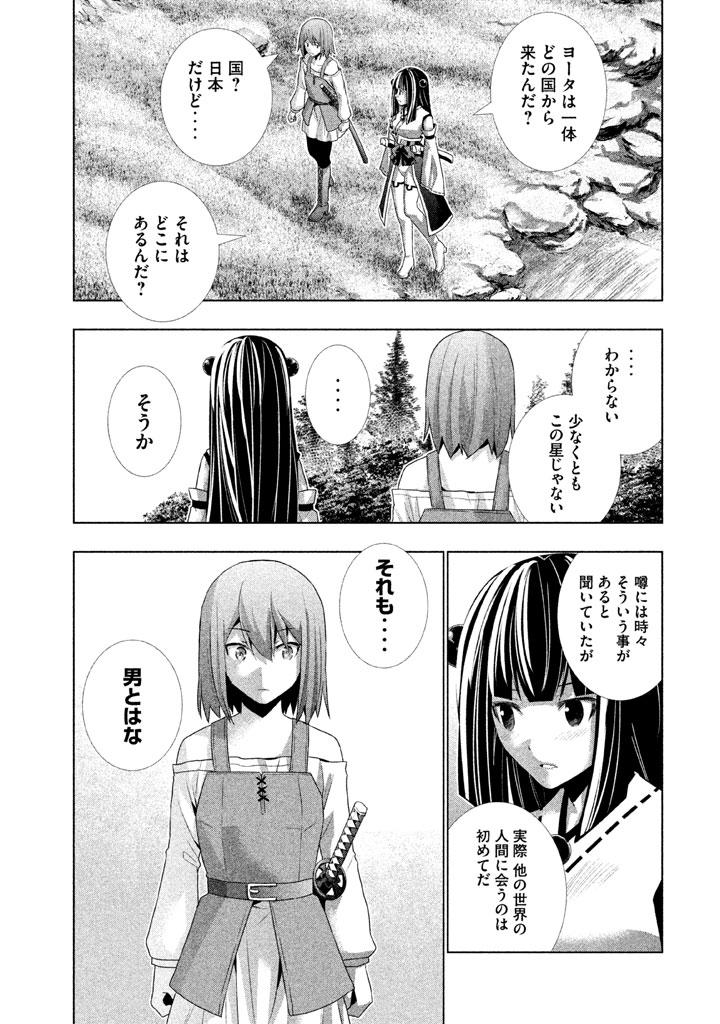 ヨータは一体
どの国から
来たんだ？
国？
日本
だけど････
それは
どこに
あるんだ？
････
わからない
少なくとも
この星じゃない
････
そうか
噂には時々
そういう事が
あると
聞いていたが
実際 他の世界の
人間に会うのは
初めてだ
それも････
男とはな